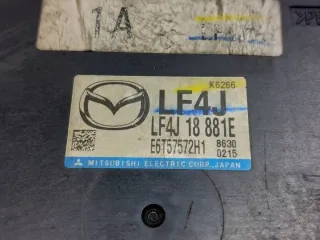 1A
K6266
LF4J
LF4J 18 881E
E6T57572H1 8630
0215
MITSUBISHI ELECTRIC CORP. JAPAN